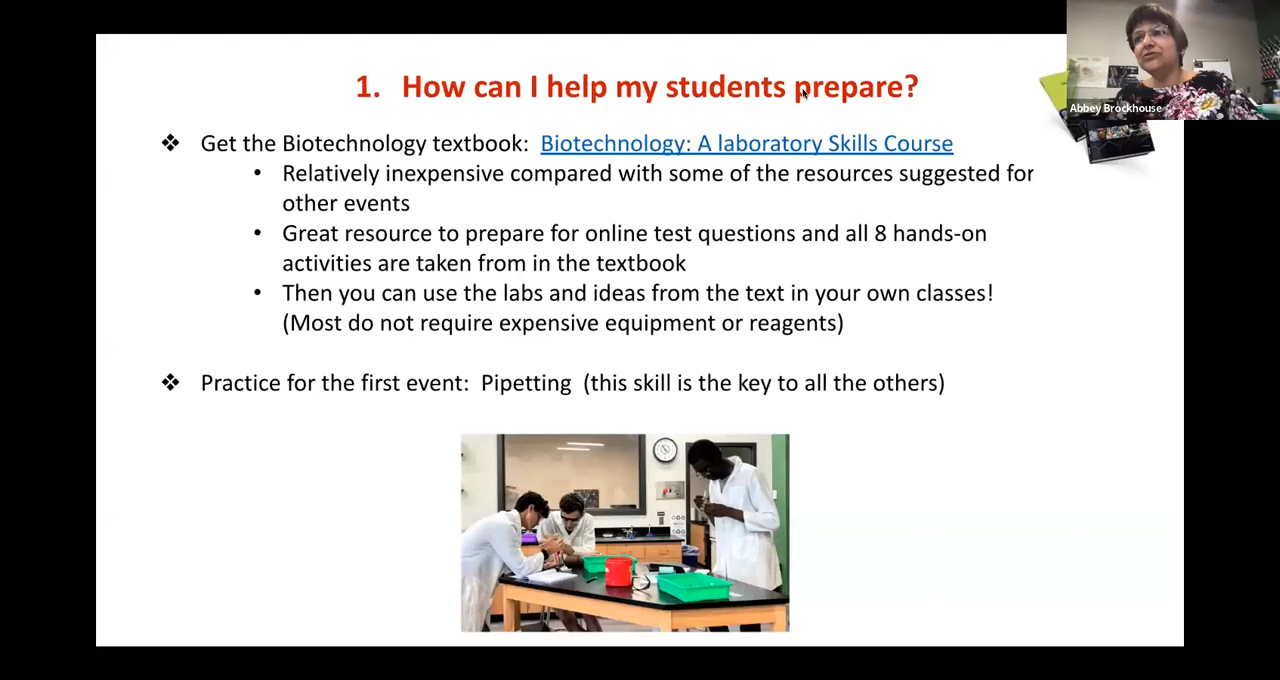 1. How can I help my students prepare?
Abbey Brockhouse
❖ Get the Biotechnology textbook: Biotechnology: A laboratory Skills Course
• Relatively inexpensive compared with some of the resources suggested for
other events
• Great resource to prepare for online test questions and all 8 hands-on
activities are taken from in the textbook
• Then you can use the labs and ideas from the text in your own classes!
(Most do not require expensive equipment or reagents)
❖ Practice for the first event: Pipetting (this skill is the key to all the others)